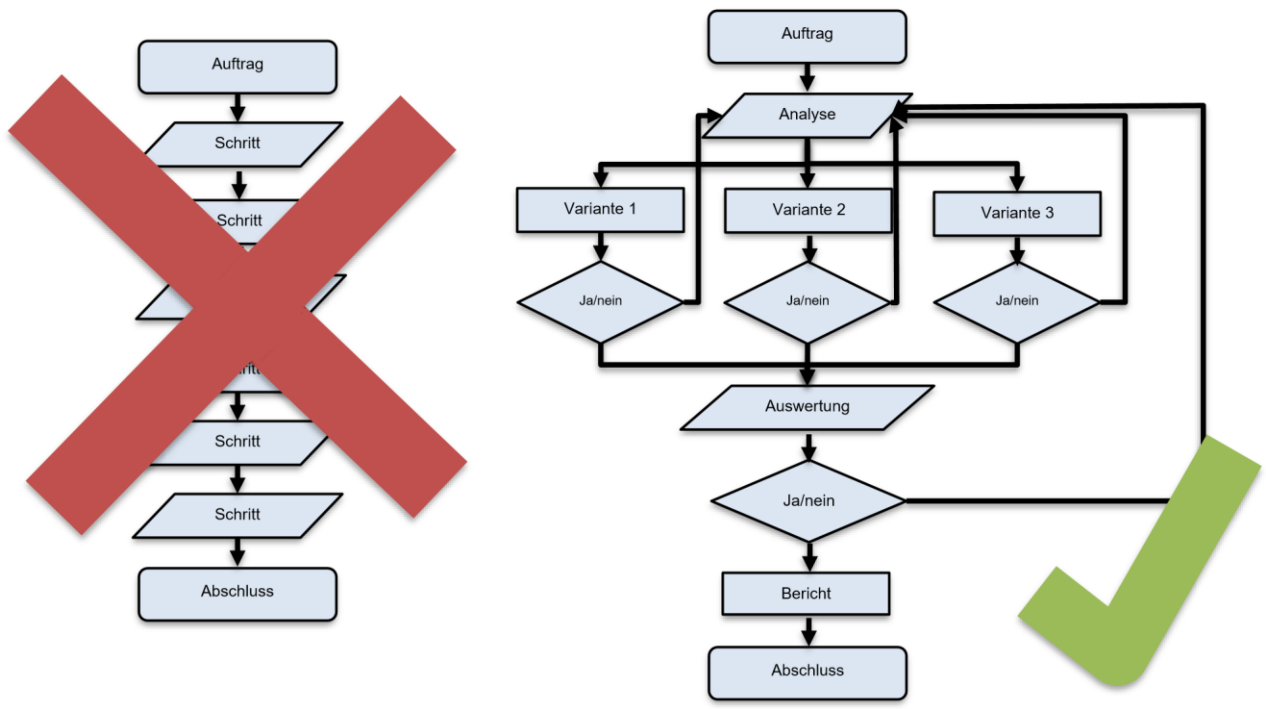 Auftrag
Schritt
Schritt
Schritt
Schritt
Abschluss
Auftrag
Analyse
Variante 1
Variante 2
Variante 3
Ja/nein
Ja/nein
Ja/nein
Auswertung
Ja/nein
Bericht
Abschluss